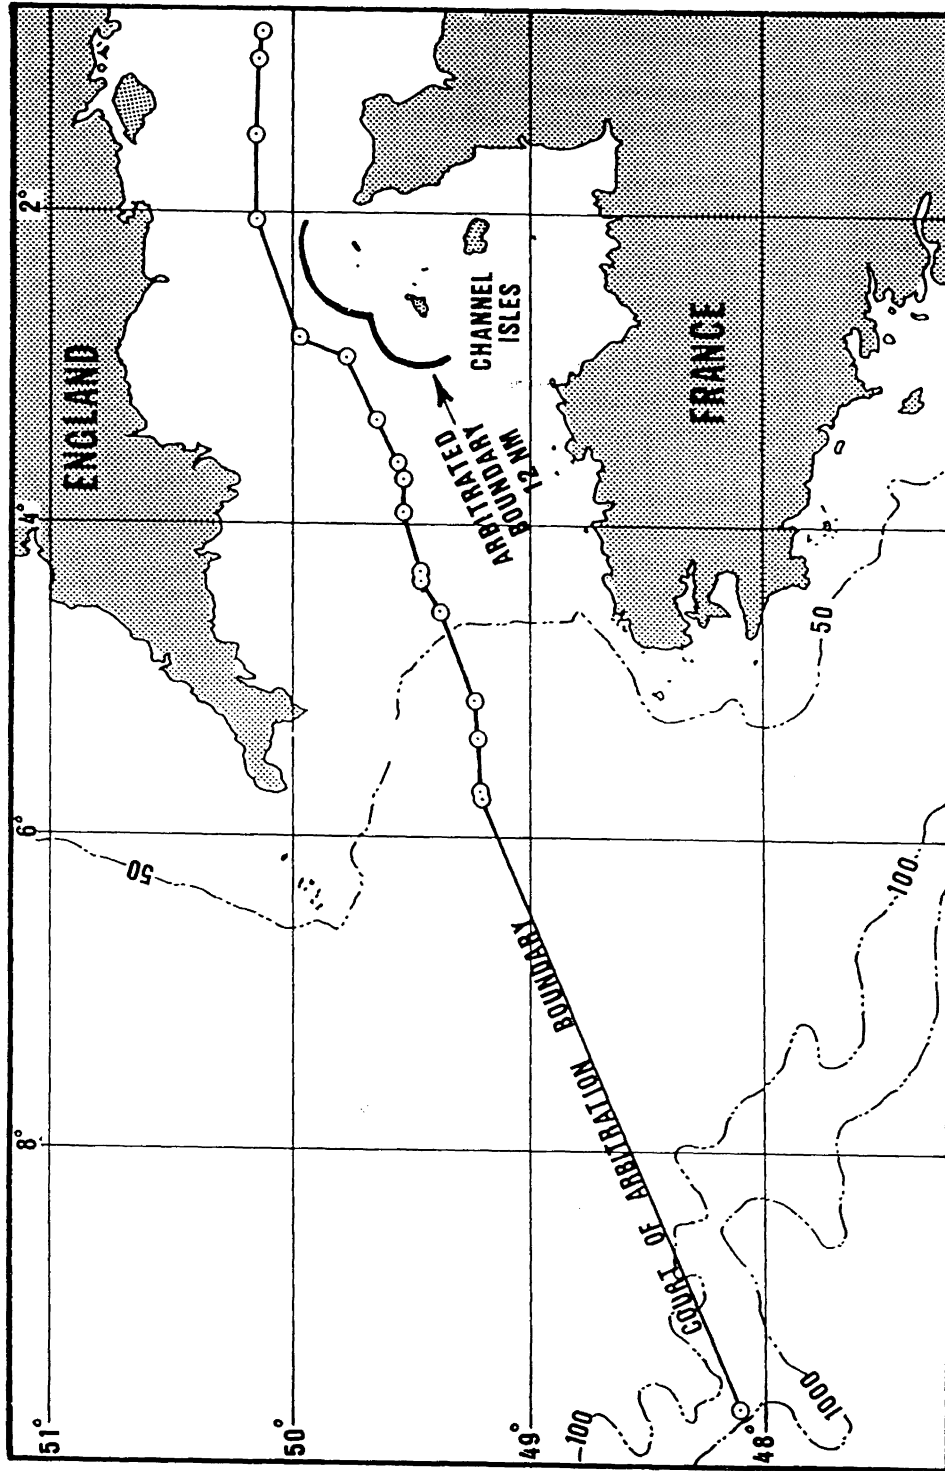 51°
50°
49°
48°
8°
6°
4°
2°
ENGLAND
FRANCE
CHANNEL
ISLES
ARBITRATED
BOUNDARY
12 NM
COURT OF ARBITRATION BOUNDARY
50
50
100
100
1000